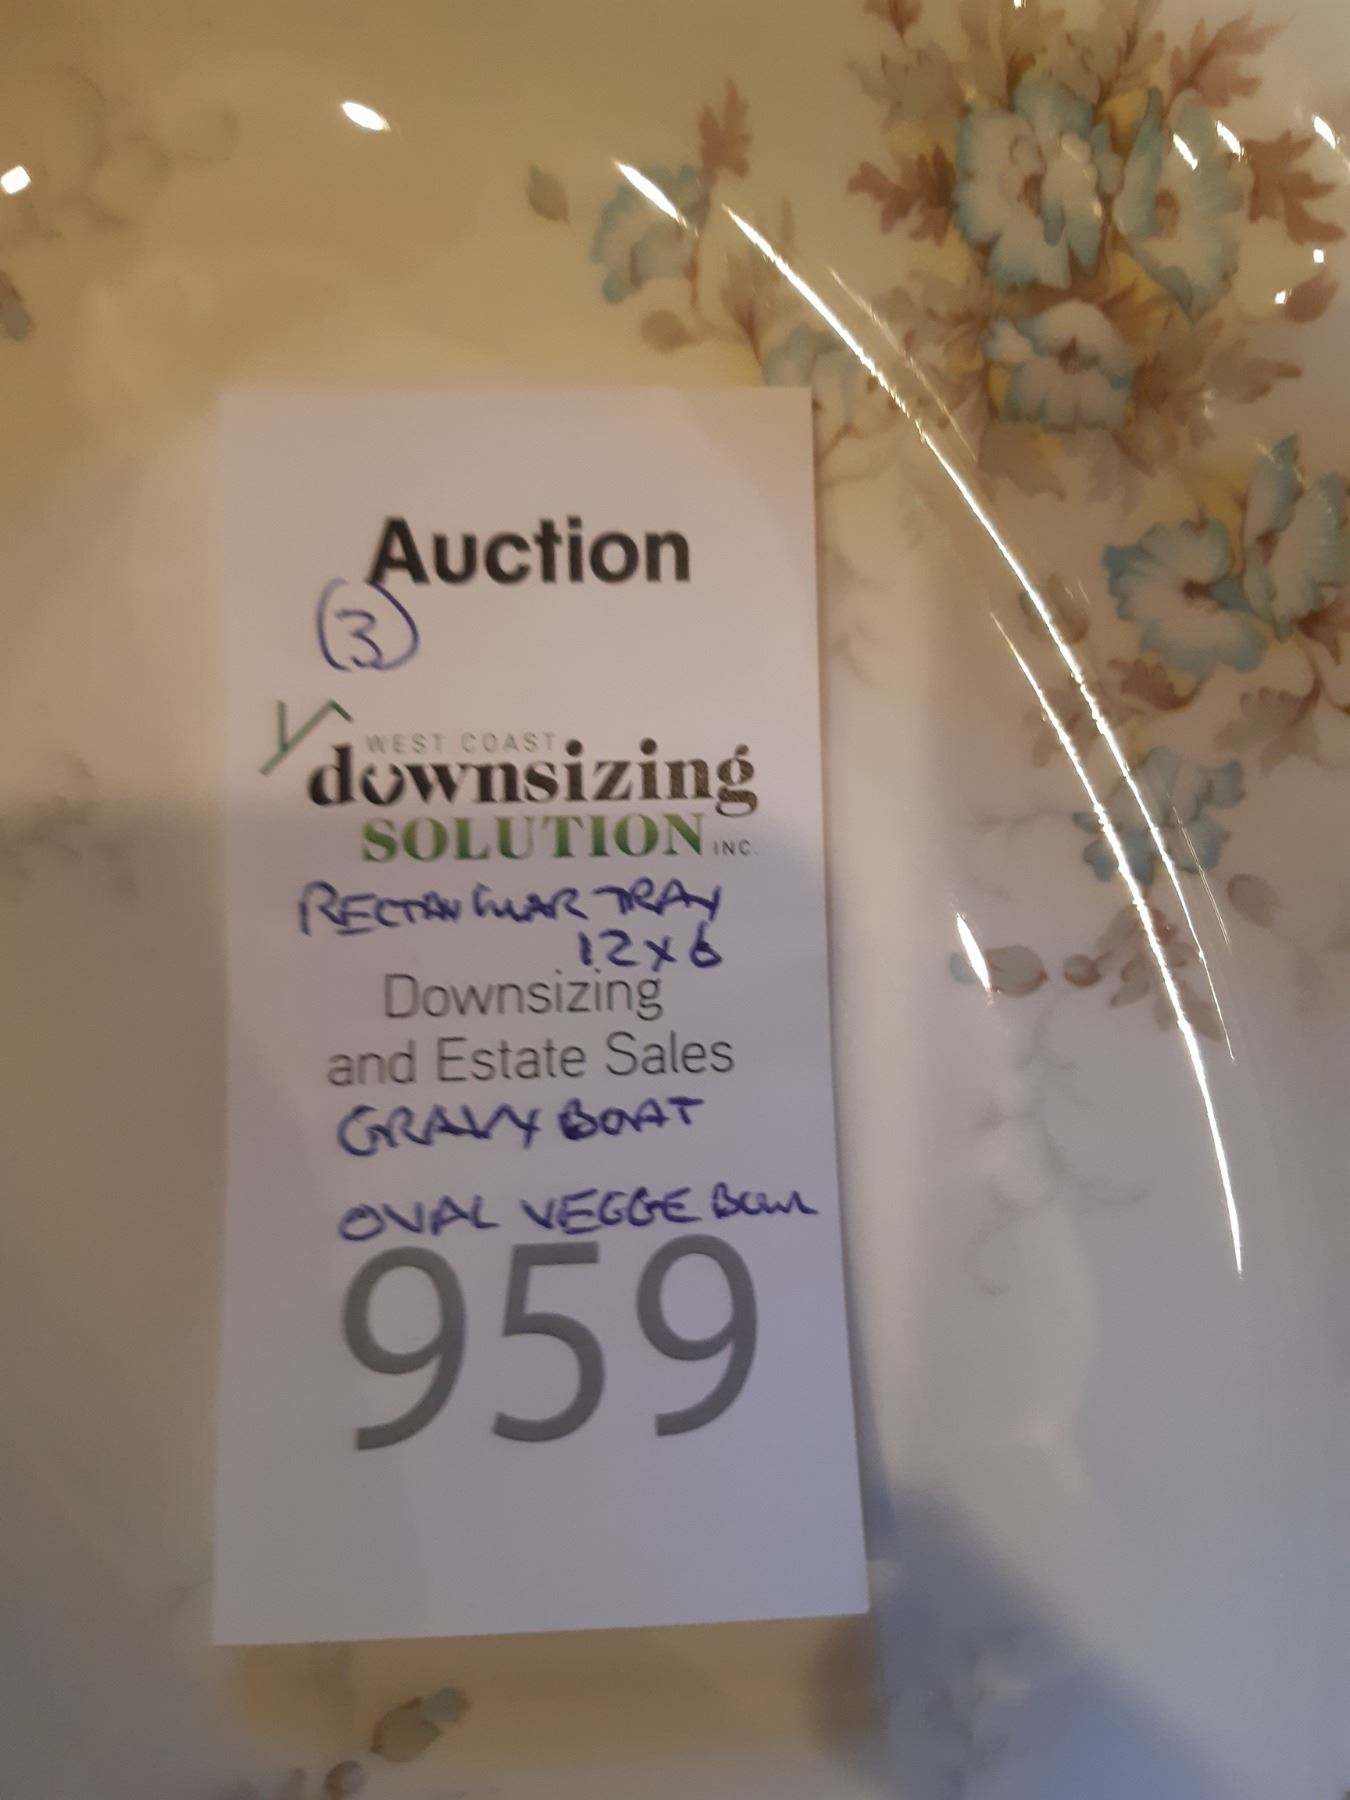 Auction
3
WEST COAST
downsizing
SOLUTION INC.
RECTANGULAR TRAY
12 x 6
Downsizing
and Estate Sales
GRAVY BOAT
OVAL VEGGE BOWL
959